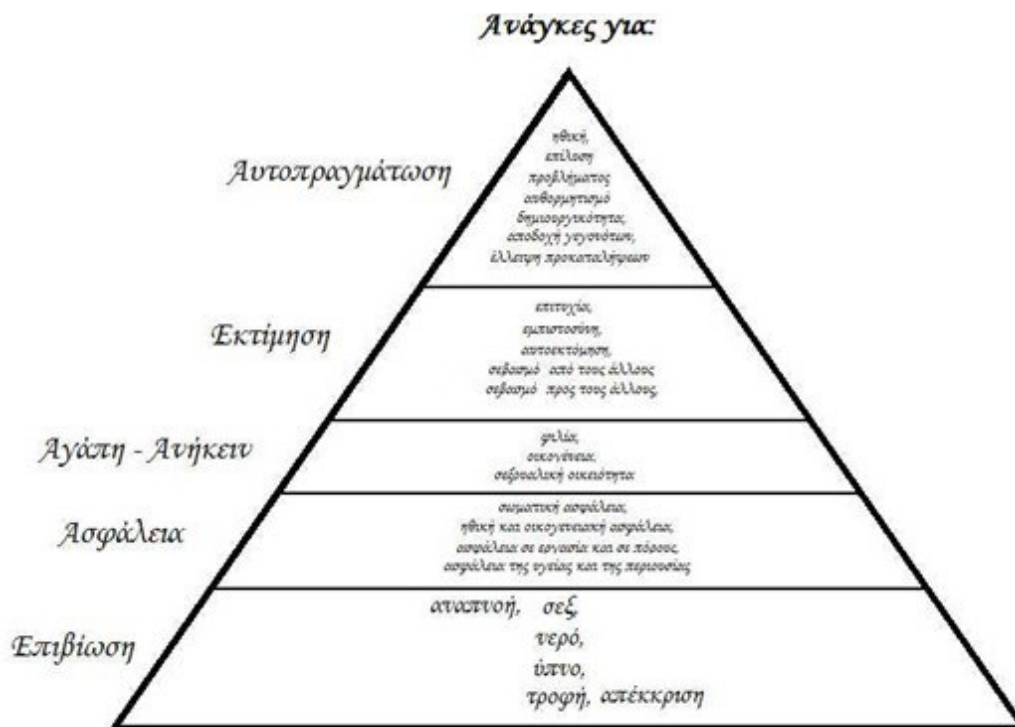 Ανάγκες για:
Αυτοπραγμάτωση
ηθική,
επίλυση
προβλήματος
αυθορμητισμό
δημιουργικότητα,
αποδοχή γεγονότων,
έλλειψη προκαταλήψεων
Εκτίμηση
επιτυχία,
εμπιστοσύνη,
αυτοεκτόμηση,
σεβασμό από τους άλλους
σεβασμό προς τους άλλους,
Αγάπη - Ανήκειν
φιλία,
οικογένεια,
σεξουαλική οικειότητα
Ασφάλεια
σωματική ασφάλεια,
ηθική και οικογενειακή ασφάλεια,
ασφάλεια σε εργασία και σε πόρους,
ασφάλεια της υγείας και της περιουσίας
Επιβίωση
αναπνοή, σεξ,
νερό,
ύπνο,
τροφή, απέκκριση